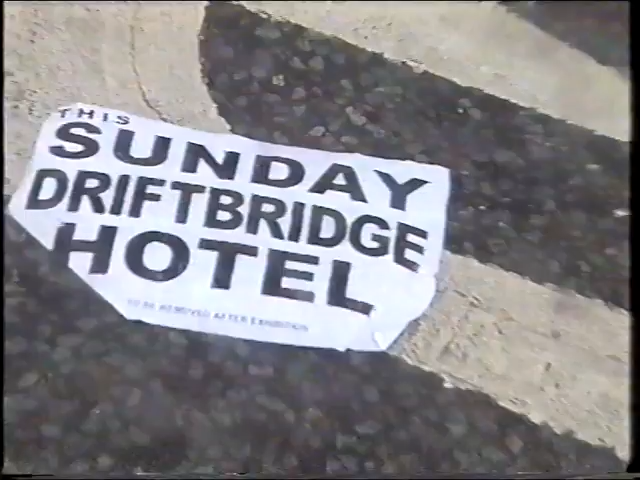 THIS
SUNDAY
DRIFTBRIDGE
HOTEL
TO BE REMOVED AFTER EXHIBITION